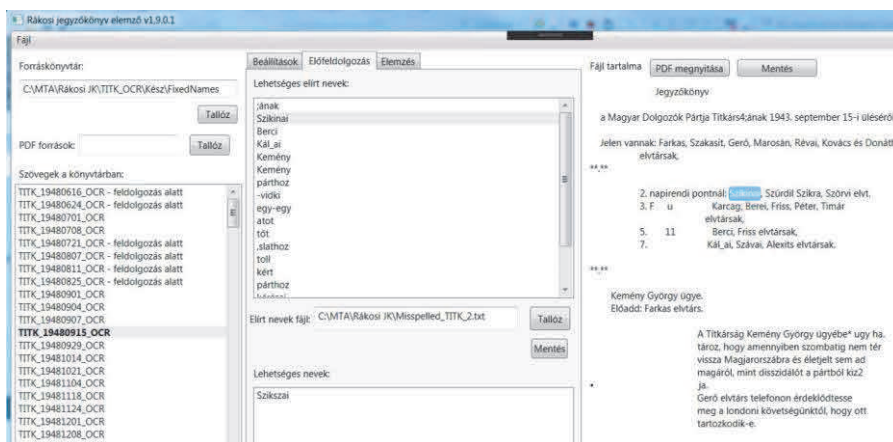 Rákosi jegyzőkönyv elemző v1.9.0.1
Fájl
Forráskönyvtár:
C:\MTA\Rákosi JK\TITK_OCR\Kész\FixedNames
Tallóz
PDF források:
Tallóz
Szövegek a könyvtárban:
TITK_19480616_OCR - feldolgozás alatt
TITK_19480624_OCR - feldolgozás alatt
TITK_19480701_OCR
TITK_19480708_OCR
TITK_19480721_OCR - feldolgozás alatt
TITK_19480807_OCR - feldolgozás alatt
TITK_19480811_OCR - feldolgozás alatt
TITK_19480825_OCR - feldolgozás alatt
TITK_19480901_OCR
TITK_19480904_OCR
TITK_19480907_OCR
TITK_19480915_OCR
TITK_19480929_OCR
TITK_19481014_OCR
TITK_19481021_OCR
TITK_19481104_OCR
TITK_19481118_OCR
TITK_19481124_OCR
TITK_19481201_OCR
TITK_19481208_OCR
Beállítások
Előfeldolgozás
Elemzés
Lehetséges elírt nevek:
;ának
Szikinai
Berci
Kál_ai
Kemény
Kemény
párthoz
-vidki
egy-egy
atot
tőt
,slathoz
toll
kért
párthoz
Elírt nevek fájl:
C:\MTA\Rákosi JK\Misspelled_TITK_2.txt
Tallóz
Mentés
Lehetséges nevek:
Szikszai
Fájl tartalma
PDF megnyitása
Mentés
Jegyzőkönyv
a Magyar Dolgozók Pártja Titkárs4;ának 1943. september 15-i üléséről
Jelen vannak: Farkas, Szakasit, Gerő, Marosán, Révai, Kovács és Donáth
elvtársak,
**.**
2. napirendi pontnál: Szikinai, Szürdil Szikra, Szörvi elvt,
3. F u Karcag; Berei, Friss, Péter, Timár
elvtársak,
5. 11 Berci, Friss elvtársak,
7. Kál_ai, Szávai, Alexits elvtársak.
**.**
Kemény György ügye.
Előadd: Farkas elvtárs.
A Titkárság Kemény György ügyébe* ugy ha.
tároz, hogy amennyiben szombatig nem tér
vissza Magjarországra és életjelt sem ad
magáról, mint disszidálót a pártból kiz2
ja.
Gerő elvtárs telefonon érdeklődtesse
meg a londoni követségünktől, hogy ott
tartozkodik-e.